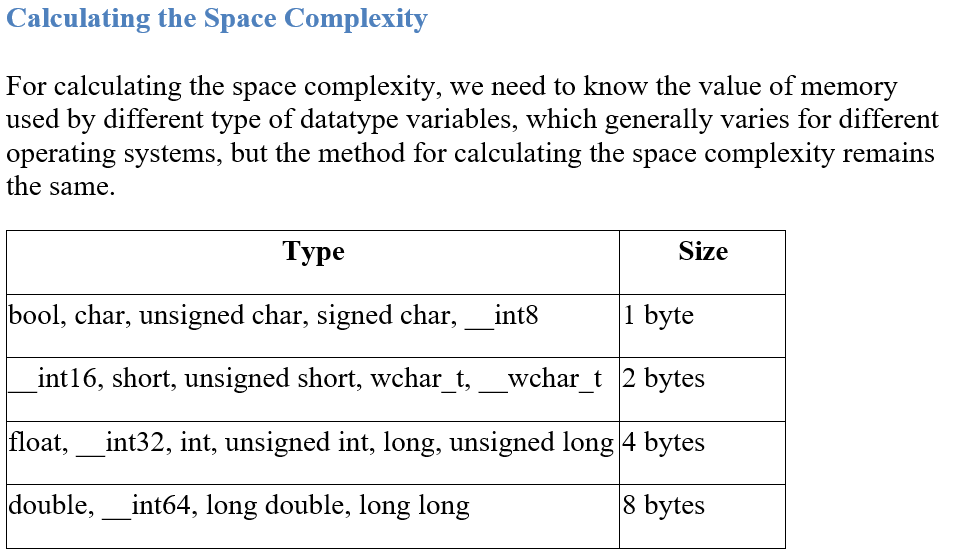 Calculating the Space Complexity
For calculating the space complexity, we need to know the value of memory
used by different type of datatype variables, which generally varies for different
operating systems, but the method for calculating the space complexity remains
the same.
Type Size
bool, char, unsigned char, signed char, __int8 1 byte
__int16, short, unsigned short, wchar_t, __wchar_t 2 bytes
float, __int32, int, unsigned int, long, unsigned long 4 bytes
double, __int64, long double, long long 8 bytes